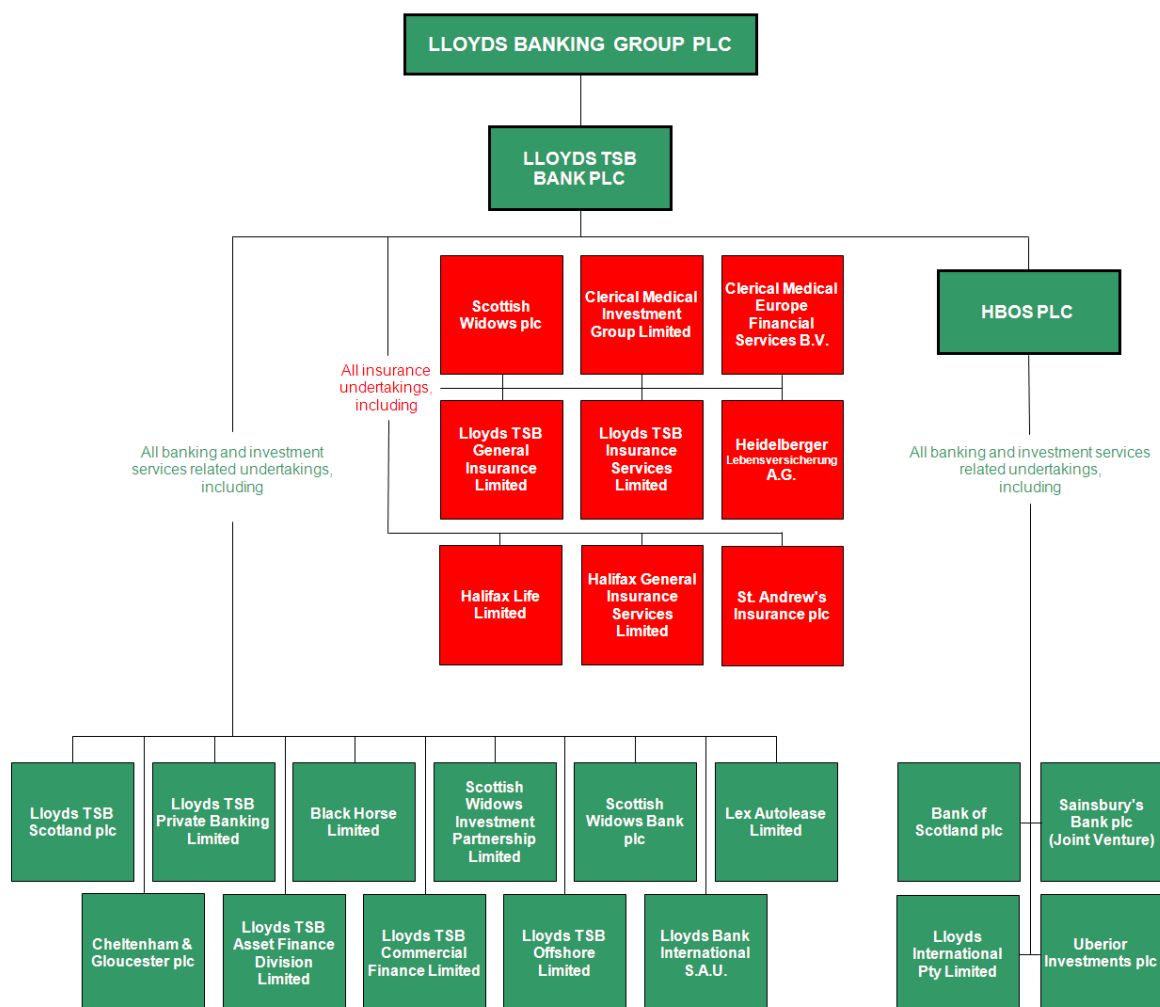 LLOYDS BANKING GROUP PLC
LLOYDS TSB
BANK PLC
Scottish
Widows plc
Clerical Medical
Investment
Group Limited
Clerical Medical
Europe
Financial
Services B.V.
HBOS PLC
All insurance
undertakings,
including
Lloyds TSB
General
Insurance
Limited
Lloyds TSB
Insurance
Services
Limited
Heidelberger
Lebensversicherung
A.G.
All banking and investment
services related undertakings,
including
All banking and investment services
related undertakings,
including
Halifax Life
Limited
Halifax General
Insurance
Services
Limited
St. Andrew's
Insurance plc
Lloyds TSB
Scotland plc
Lloyds TSB
Private Banking
Limited
Black Horse
Limited
Scottish
Widows
Investment
Partnership
Limited
Scottish
Widows Bank
plc
Lex Autolease
Limited
Bank of
Scotland plc
Sainsbury's
Bank plc
(Joint Venture)
Cheltenham &
Gloucester plc
Lloyds TSB
Asset Finance
Division
Limited
Lloyds TSB
Commercial
Finance Limited
Lloyds TSB
Offshore
Limited
Lloyds Bank
International
S.A.U.
Lloyds
International
Pty Limited
Uberior
Investments plc